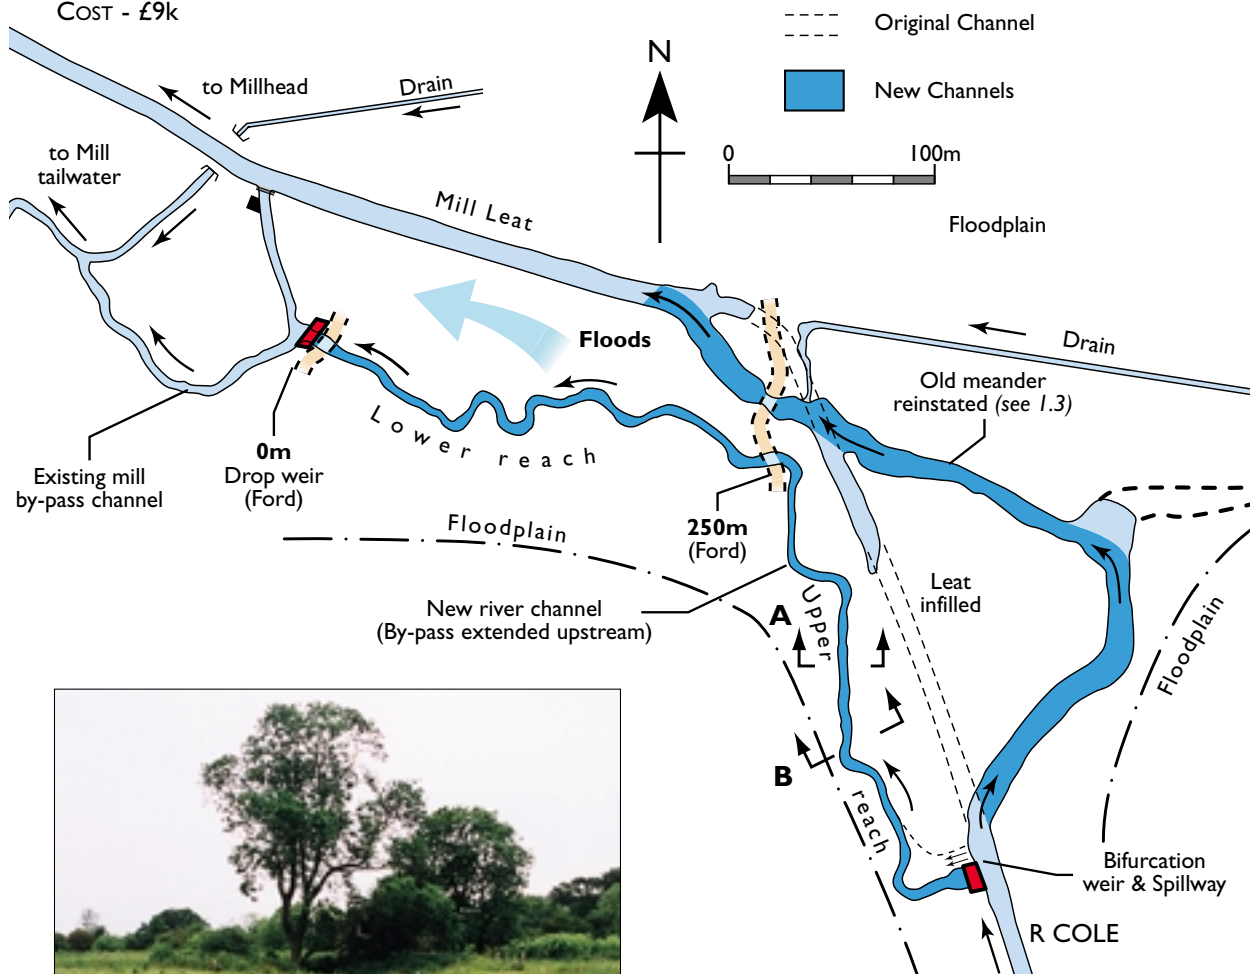 COST - £9k
Original Channel
New Channels
N
0 100m
to Millhead
Drain
to Mill
tailwater
Mill Leat
Floodplain
Floods
Drain
Old meander
reinstated (see 1.3)
Lower reach
0m
Drop weir
(Ford)
Existing mill
by-pass channel
250m
(Ford)
Floodplain
New river channel
(By-pass extended upstream)
Leat
infilled
Upper
reach
A
B
Floodplain
Bifurcation
weir & Spillway
R COLE